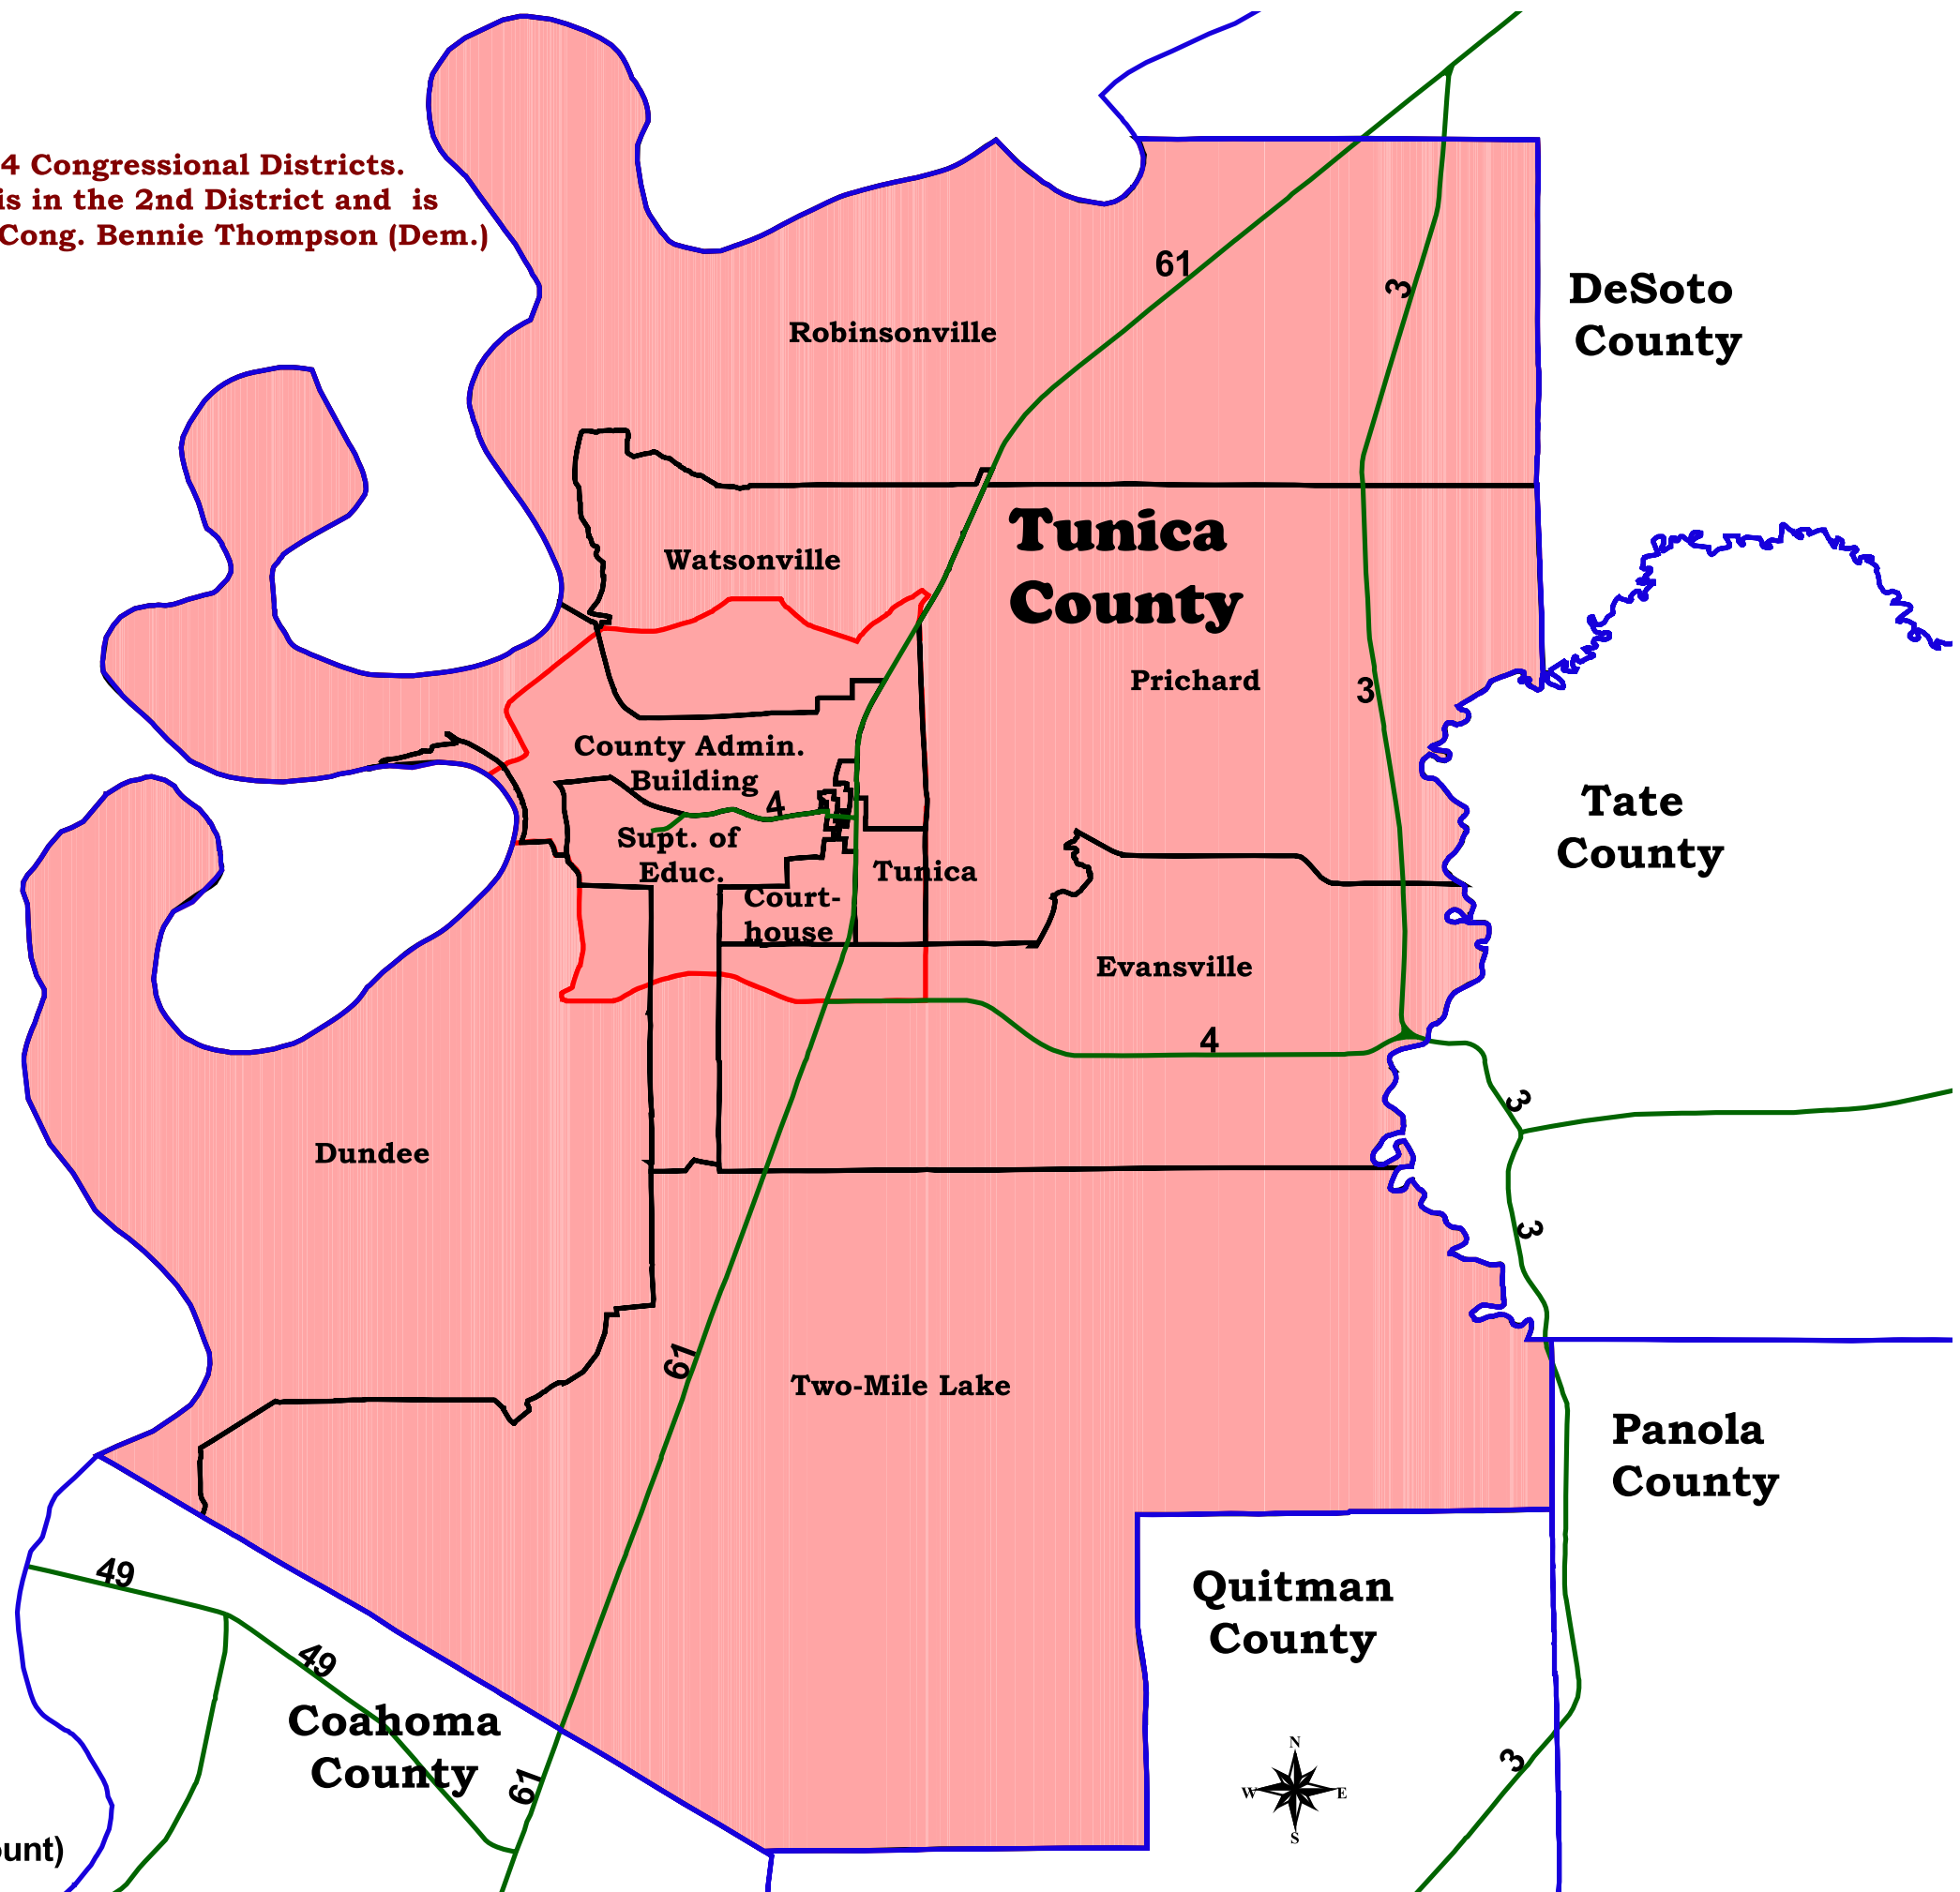 4 Congressional Districts.
is in the 2nd District and is
Cong. Bennie Thompson (Dem.)
61
3
DeSoto
County
Robinsonville
Tunica
County
Watsonville
Prichard
3
County Admin.
Building
4
Tate
County
Supt. of
Educ.
Tunica
Court-
house
Evansville
4
3
Dundee
3
61
Two-Mile Lake
Panola
County
49
Quitman
County
49
Coahoma
County
61
3
N
W
E
S
ount)